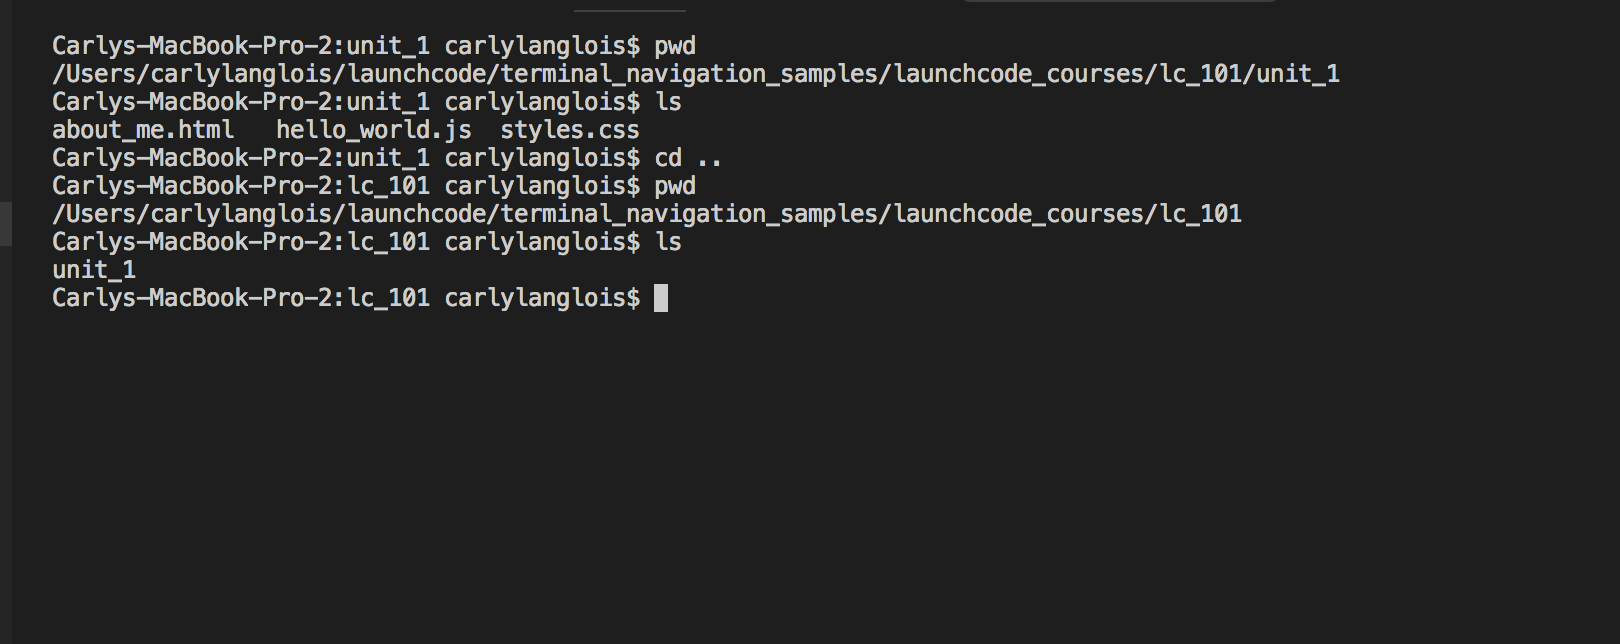 Carlys-MacBook-Pro-2:unit_1 carlylanglois$ pwd
/Users/carlylanglois/launchcode/terminal_navigation_samples/launchcode_courses/lc_101/unit_1
Carlys-MacBook-Pro-2:unit_1 carlylanglois$ ls
about_me.html   hello_world.js  styles.css
Carlys-MacBook-Pro-2:unit_1 carlylanglois$ cd ..
Carlys-MacBook-Pro-2:lc_101 carlylanglois$ pwd
/Users/carlylanglois/launchcode/terminal_navigation_samples/launchcode_courses/lc_101
Carlys-MacBook-Pro-2:lc_101 carlylanglois$ ls
unit_1
Carlys-MacBook-Pro-2:lc_101 carlylanglois$